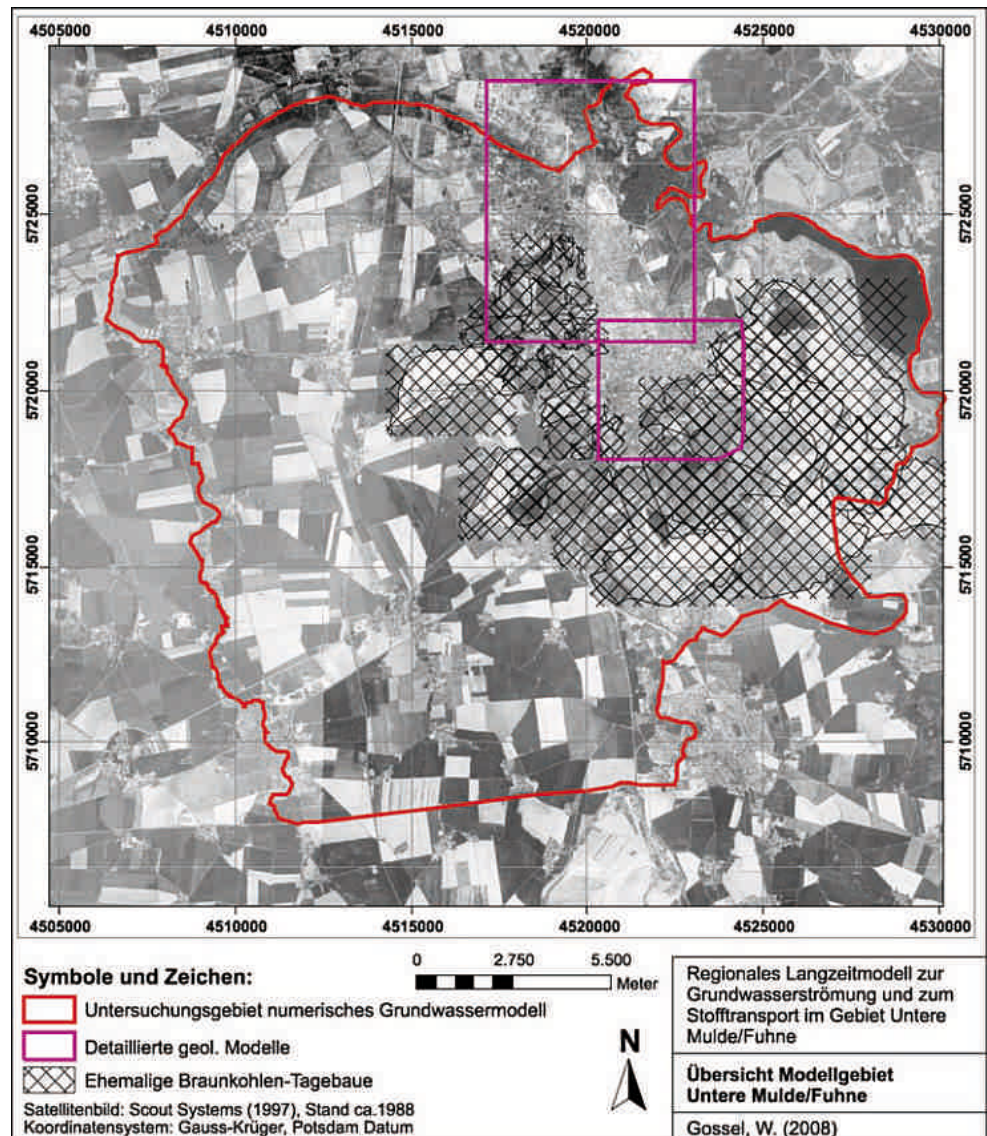 4505000 4510000 4515000 4520000 4525000 4530000
5725000 5725000
5720000 5720000
5715000 5715000
5710000 5710000
4505000 4510000 4515000 4520000 4525000 4530000
Symbole und Zeichen:
0 2.750 5.500
Meter
Untersuchungsgebiet numerisches Grundwassermodell
Detaillierte geol. Modelle
Ehemalige Braunkohlen-Tagebaue
Satellitenbild: Scout Systems (1997), Stand ca.1988
Koordinatensystem: Gauss-Krüger, Potsdam Datum
N
Regionales Langzeitmodell zur
Grundwasserströmung und zum
Stofftransport im Gebiet Untere
Mulde/Fuhne
Übersicht Modellgebiet
Untere Mulde/Fuhne
Gossel, W. (2008)